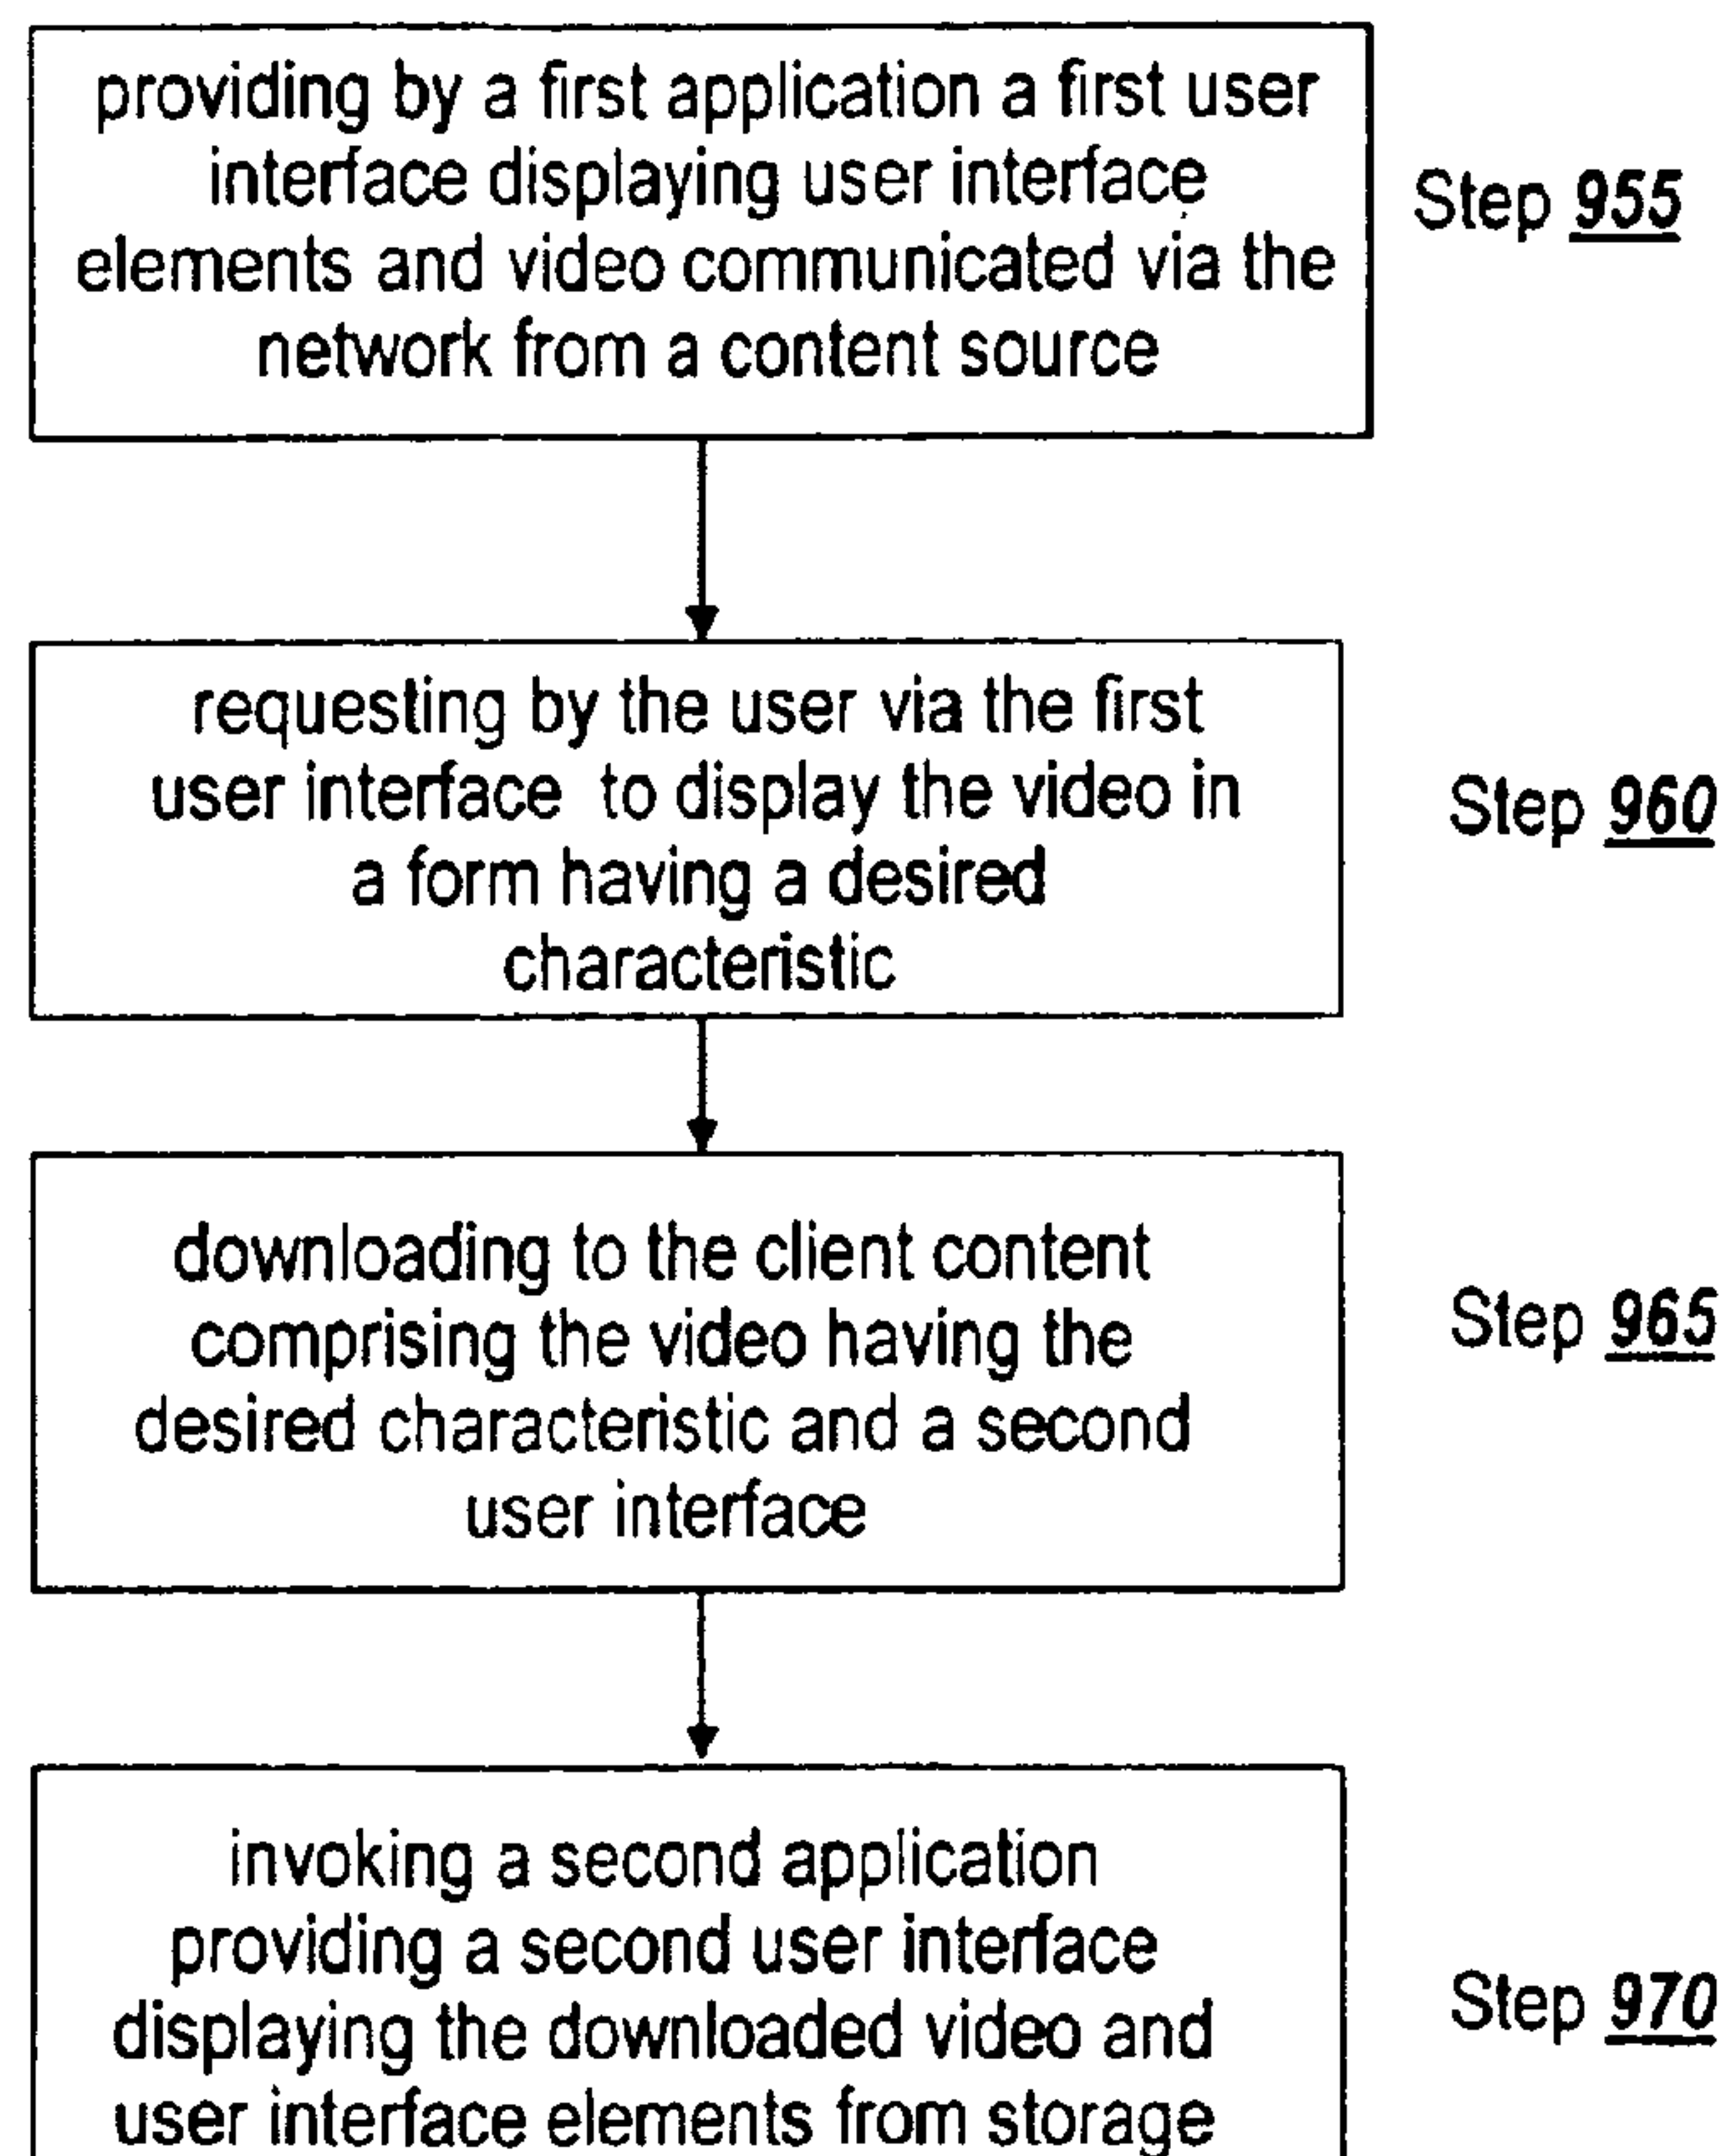 providing by a first application a first user
interface displaying user interface
elements and video communicated via the
network from a content source
Step 955
requesting by the user via the first
user interface to display the video in
a form having a desired
characteristic
Step 960
downloading to the client content
comprising the video having the
desired characteristic and a second
user interface
Step 965
invoking a second application
providing a second user interface
displaying the downloaded video and
user interface elements from storage
Step 970